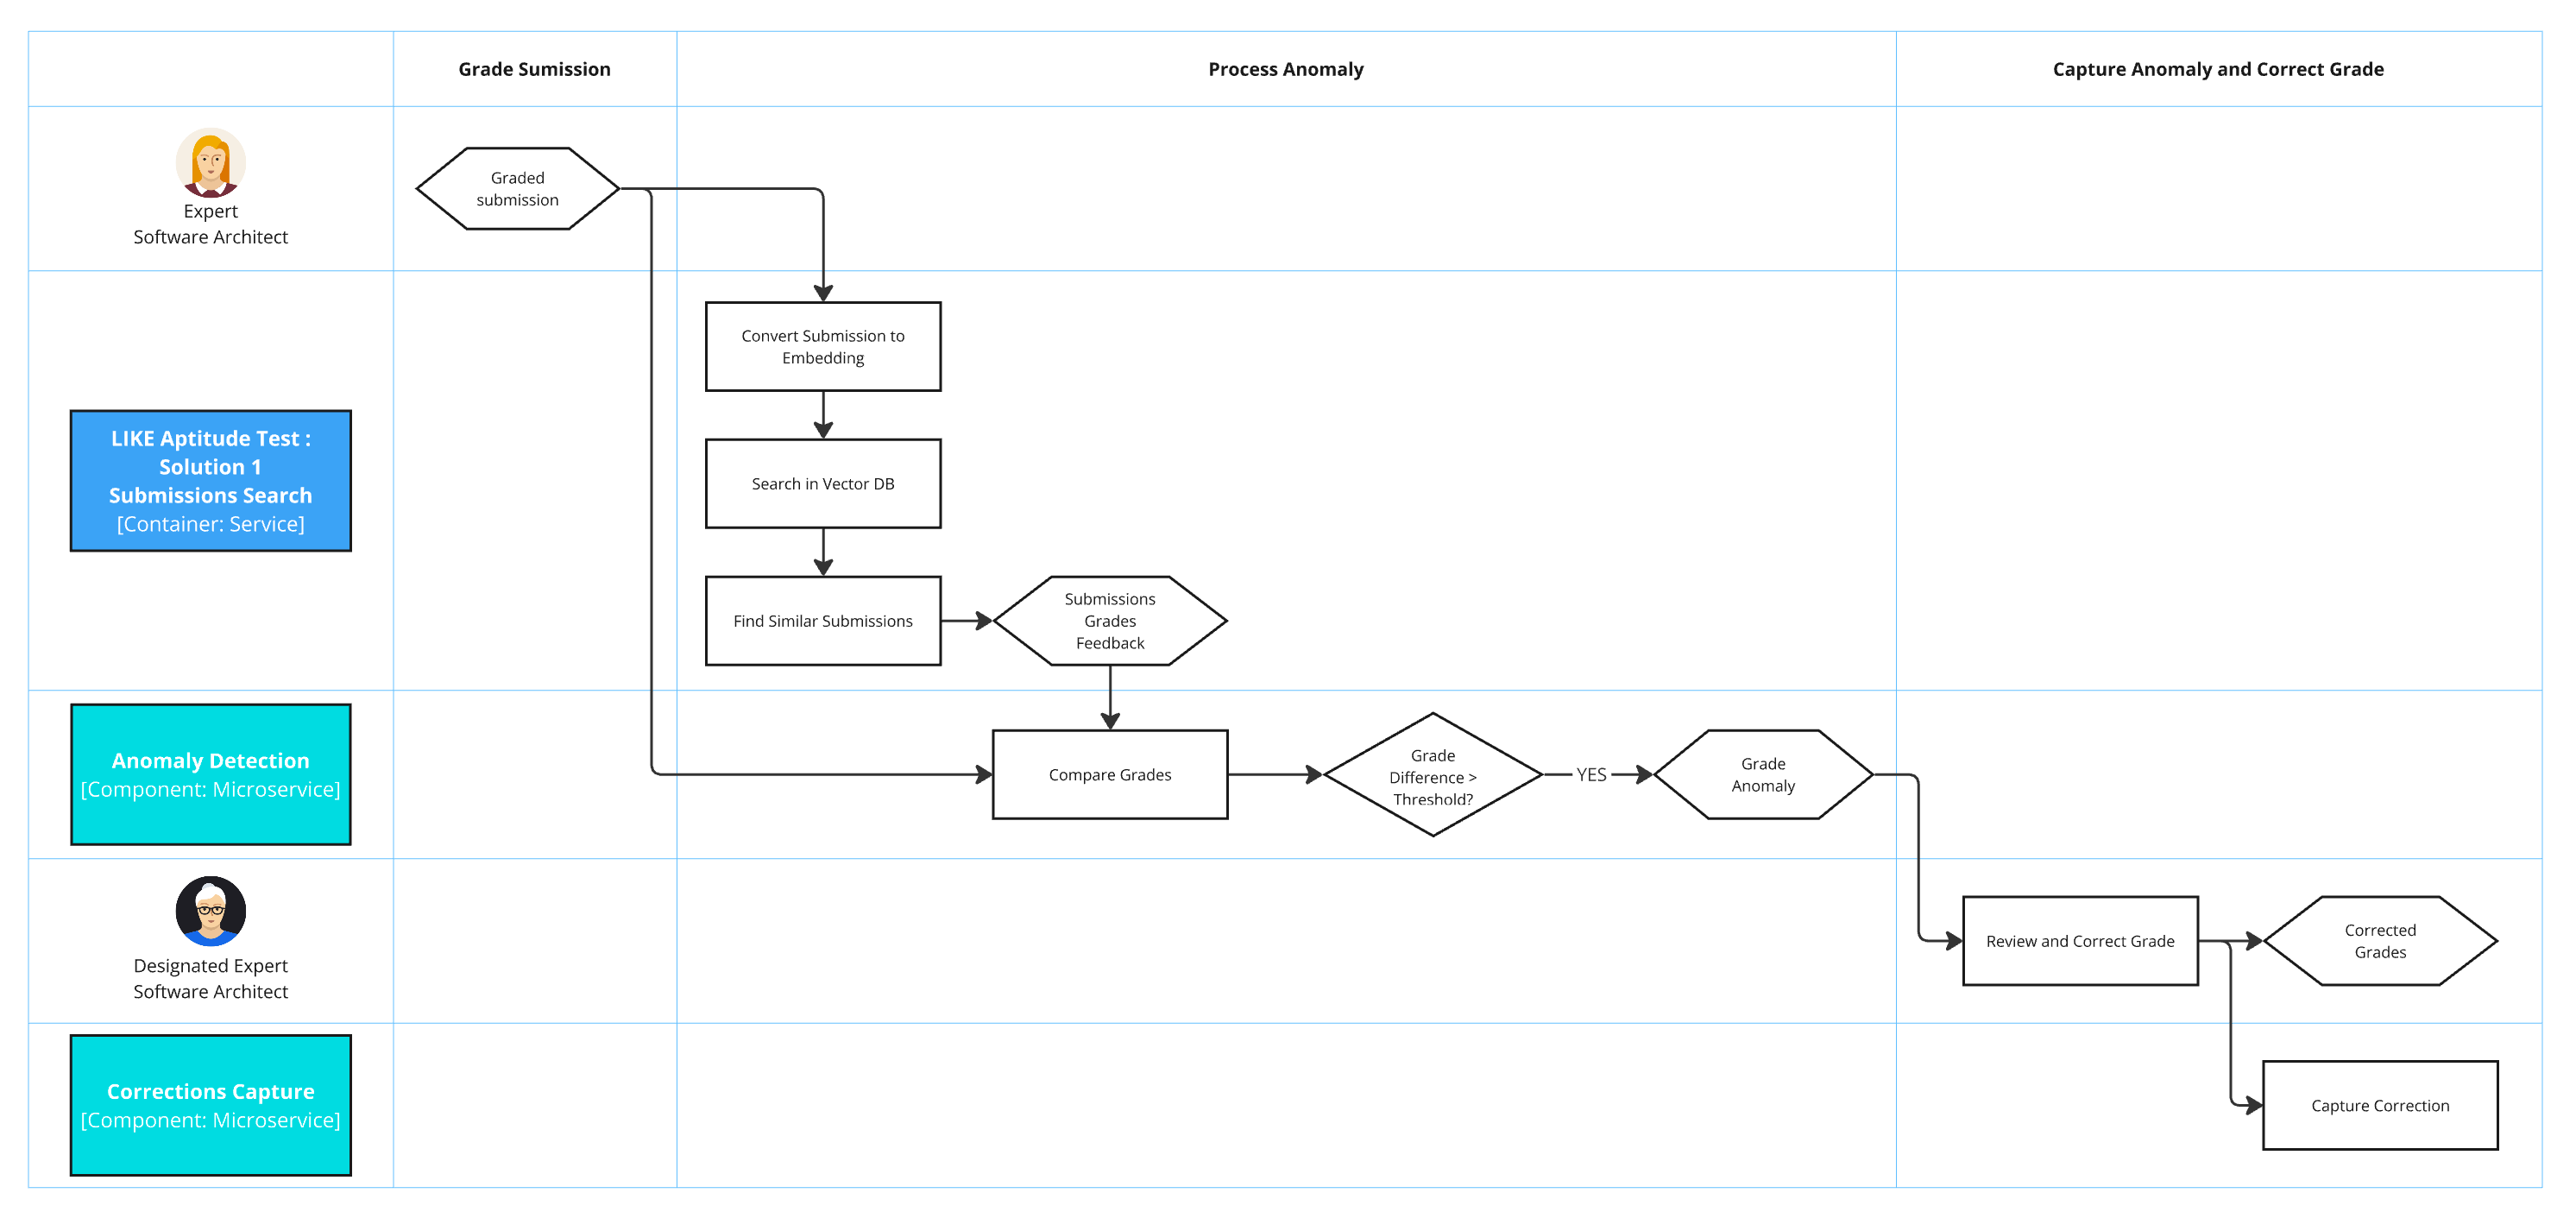 Grade Sumission
Process Anomaly
Capture Anomaly and Correct Grade
Expert
Software Architect
Graded
submission
LIKE Aptitude Test :
Solution 1
Submissions Search
[Container: Service]
Convert Submission to
Embedding
Search in Vector DB
Find Similar Submissions
Submissions
Grades
Feedback
Anomaly Detection
[Component: Microservice]
Compare Grades
Grade
Difference >
Threshold?
YES
Grade
Anomaly
Designated Expert
Software Architect
Review and Correct Grade
Corrected
Grades
Corrections Capture
[Component: Microservice]
Capture Correction